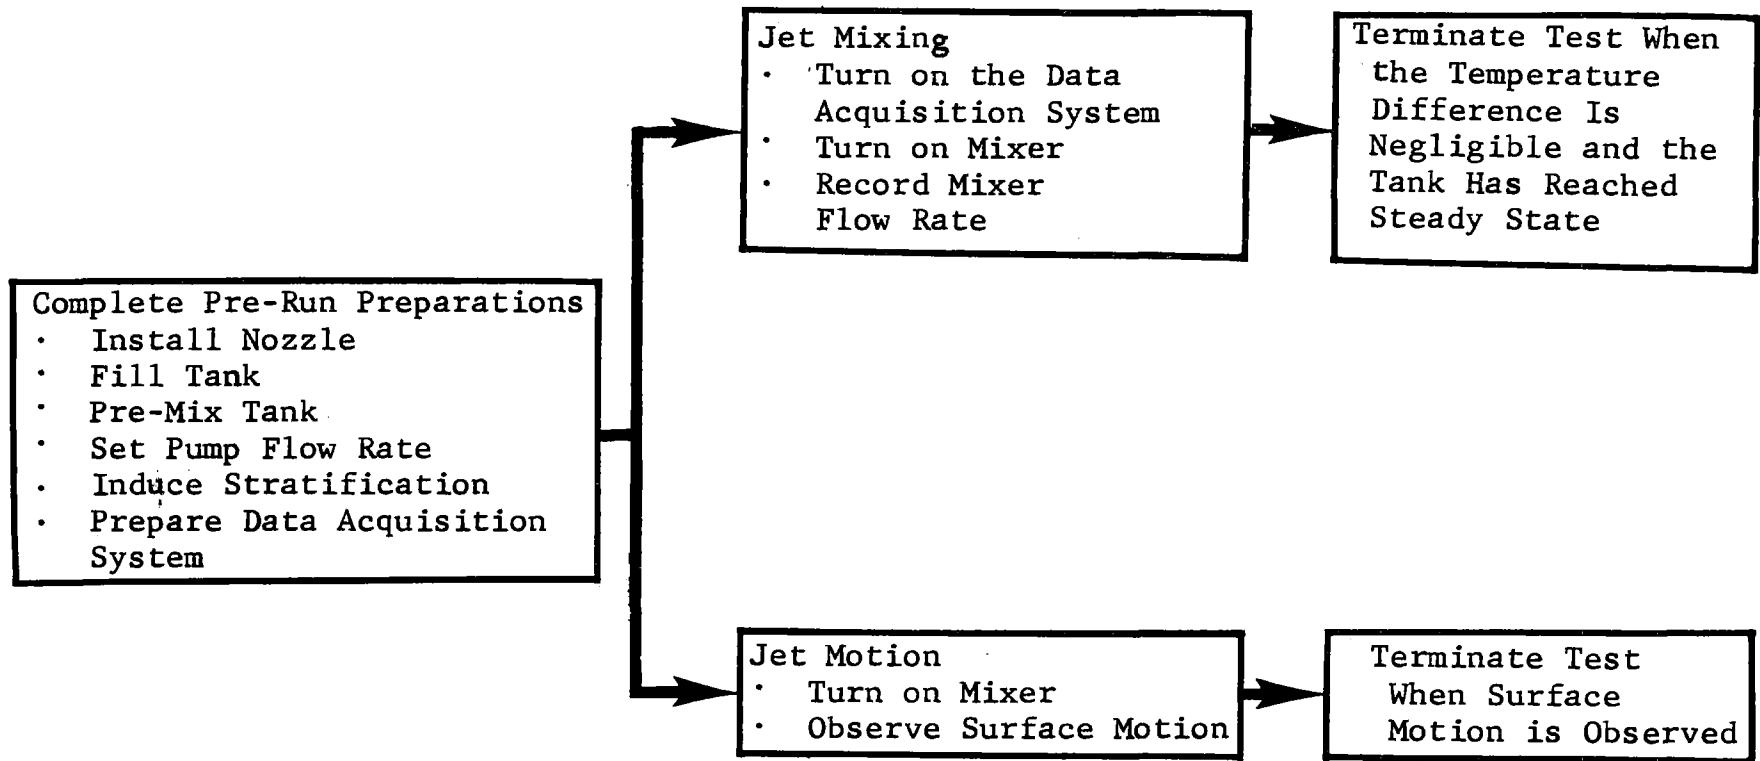 Jet Mixing
· Turn on the Data
Acquisition System
· Turn on Mixer
· Record Mixer
Flow Rate
Terminate Test When
the Temperature
Difference Is
Negligible and the
Tank Has Reached
Steady State
Complete Pre-Run Preparations
· Install Nozzle
· Fill Tank
· Pre-Mix Tank
· Set Pump Flow Rate
· Induce Stratification
· Prepare Data Acquisition
System
Jet Motion
· Turn on Mixer
· Observe Surface Motion
Terminate Test
When Surface
Motion is Observed